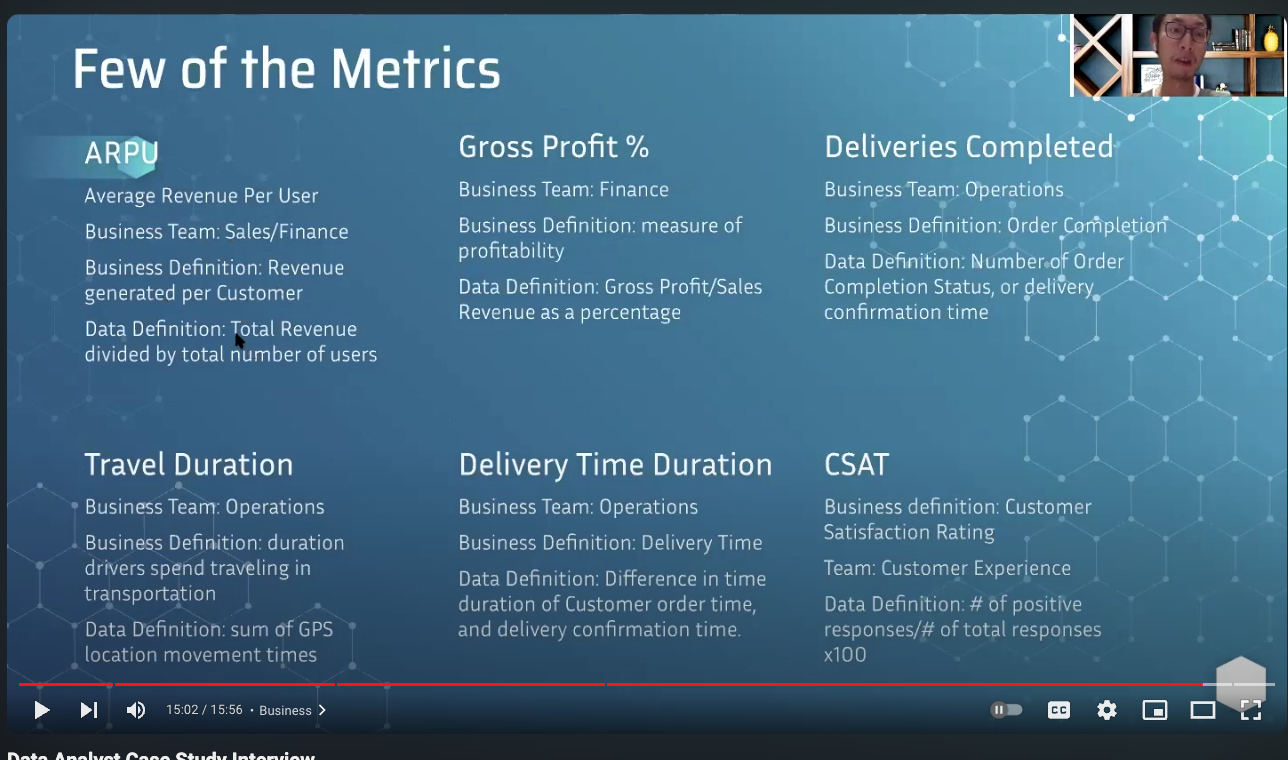 Few of the Metrics
ARPU
Average Revenue Per User
Business Team: Sales/Finance
Business Definition: Revenue
generated per Customer
Data Definition: Total Revenue
divided by total number of users
Gross Profit %
Business Team: Finance
Business Definition: measure of
profitability
Data Definition: Gross Profit/Sales
Revenue as a percentage
Deliveries Completed
Business Team: Operations
Business Definition: Order Completion
Data Definition: Number of Order
Completion Status, or delivery
confirmation time
Travel Duration
Business Team: Operations
Business Definition: duration
drivers spend traveling in
transportation
Data Definition: sum of GPS
location movement times
Delivery Time Duration
Business Team: Operations
Business Definition: Delivery Time
Data Definition: Difference in time
duration of Customer order time,
and delivery confirmation time.
CSAT
Business definition: Customer
Satisfaction Rating
Team: Customer Experience
Data Definition: # of positive
responses/# of total responses
x100
15:02 / 15:56 • Business
CC
Data Analyst Case Study Interview